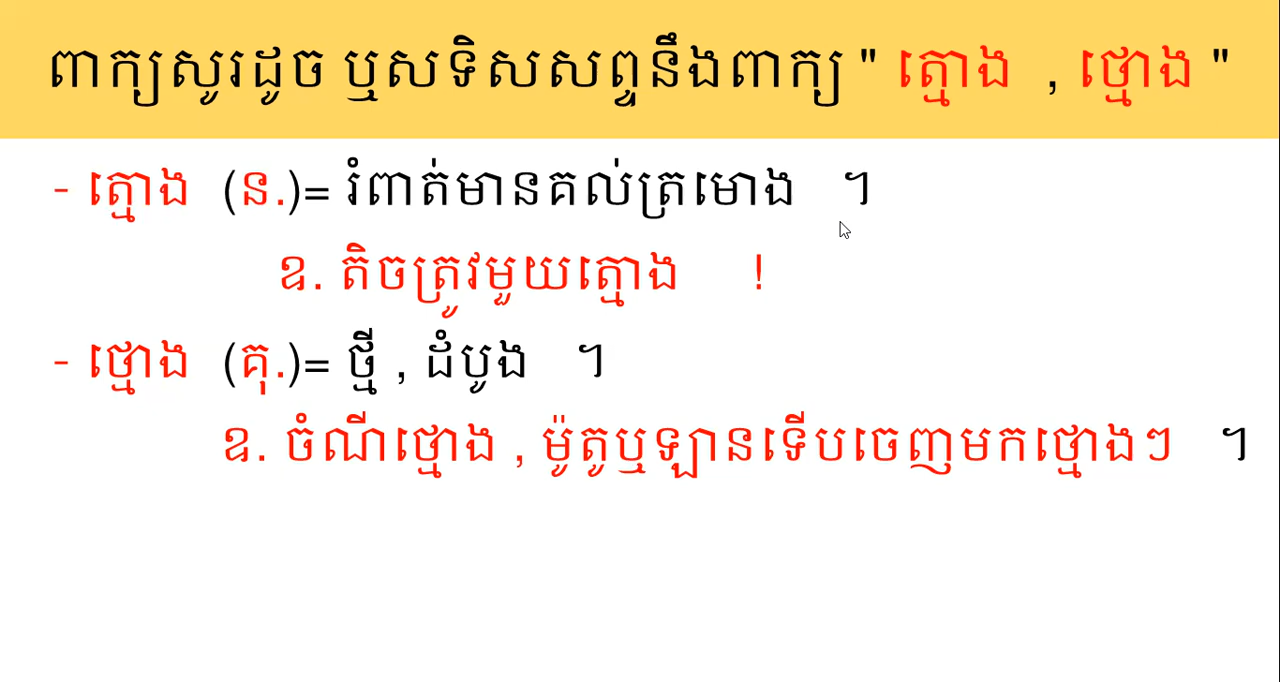 ពាក្យសូរដូច ឬសទិសសព្ទនឹងពាក្យ " ត្មោង , ថ្មោង "
- ត្មោង (ន.)= រំពាត់មានគល់ត្រមោង ។
ឧ. តិចត្រូវមួយត្មោង !
- ថ្មោង (គុ.)= ថ្មី , ដំបូង ។
ឧ. ចំណីថ្មោង , ម៉ូតូឬឡានទើបចេញមកថ្មោងៗ ។